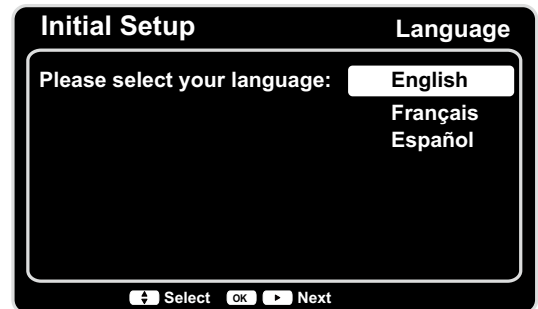 Initial Setup Language
Please select your language: English
Français
Español
Select OK Next